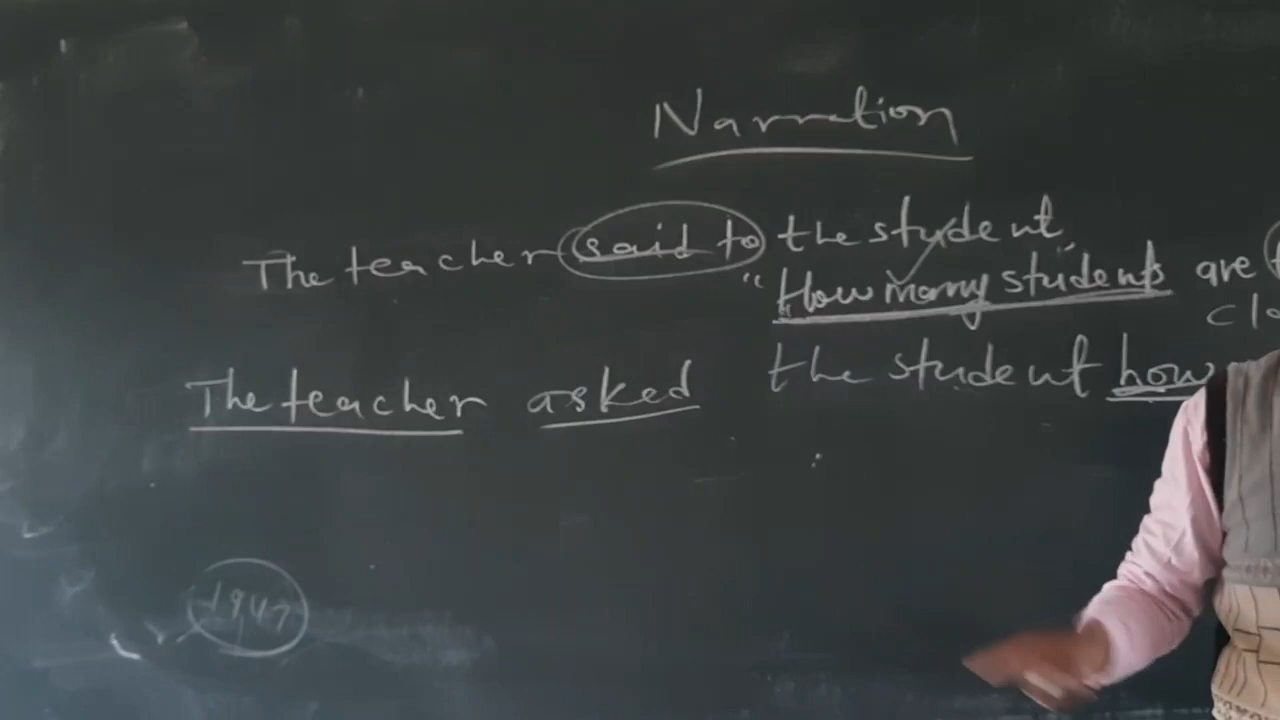 Narration
The teacher said to the student,
"How many students are
the student how
The teacher asked
1947